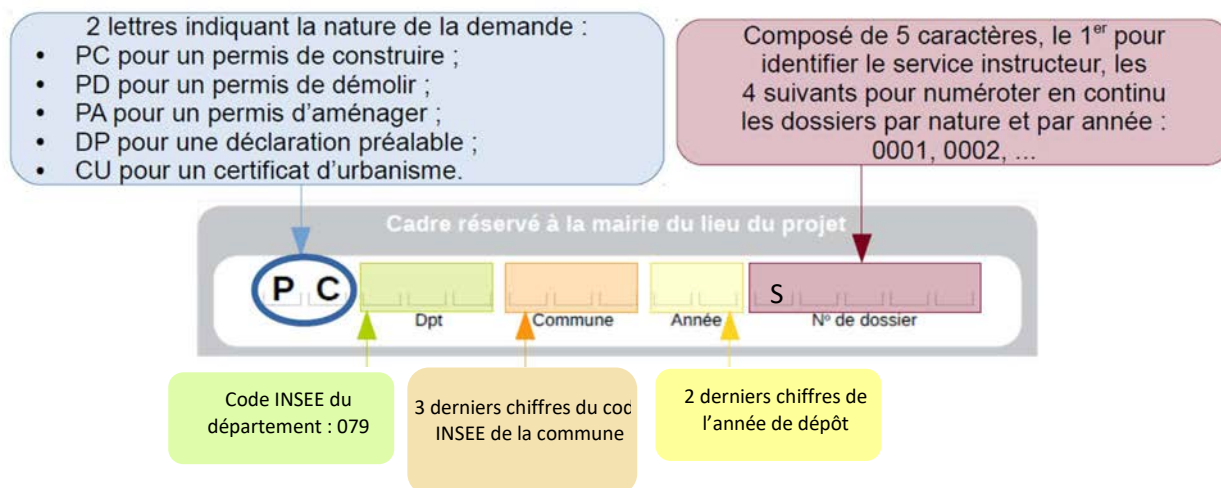 2 lettres indiquant la nature de la demande :
• PC pour un permis de construire ;
• PD pour un permis de démolir ;
• PA pour un permis d’aménager ;
• DP pour une déclaration préalable ;
• CU pour un certificat d’urbanisme.
Composé de 5 caractères, le 1er pour
identifier le service instructeur, les
4 suivants pour numéroter en continu
les dossiers par nature et par année :
0001, 0002, ...
Cadre réservé à la mairie du lieu du projet
P C S
Dpt Commune Année No de dossier
Code INSEE du
département : 079
3 derniers chiffres du cod
INSEE de la commune
2 derniers chiffres de
l’année de dépôt